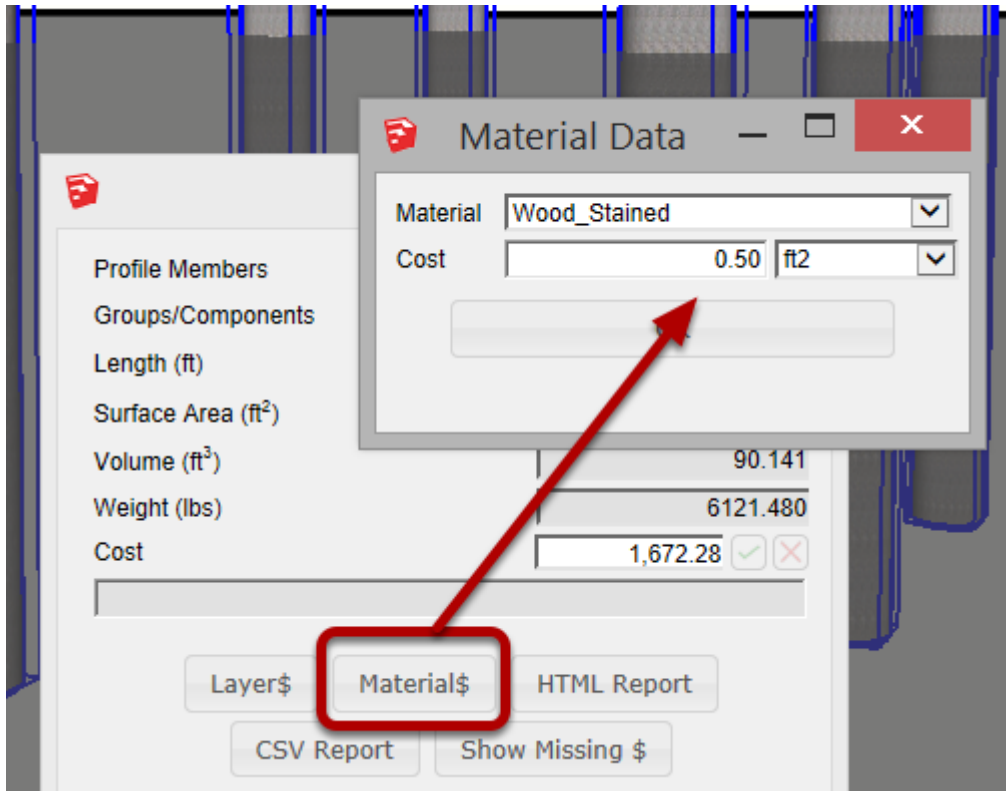 Material Data
Material Wood_Stained
Cost 0.50 ft2
Profile Members
Groups/Components
Length (ft)
Surface Area (ft²)
Volume (ft³) 90.141
Weight (lbs) 6121.480
Cost 1,672.28
Layer$ Material$ HTML Report
CSV Report Show Missing $